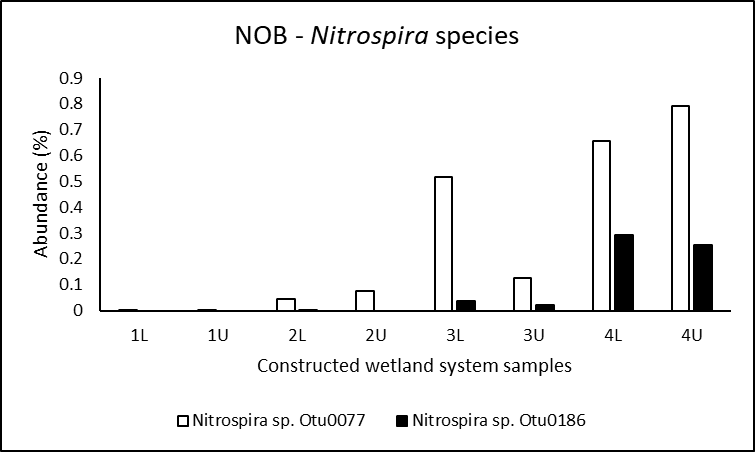 NOB - Nitrospira species
0.9
0.8
0.7
0.6
0.5
0.4
0.3
0.2
0.1
0
Abundance (%)
1L 1U 2L 2U 3L 3U 4L 4U
Constructed wetland system samples
Nitrospira sp. Otu0077 Nitrospira sp. Otu0186